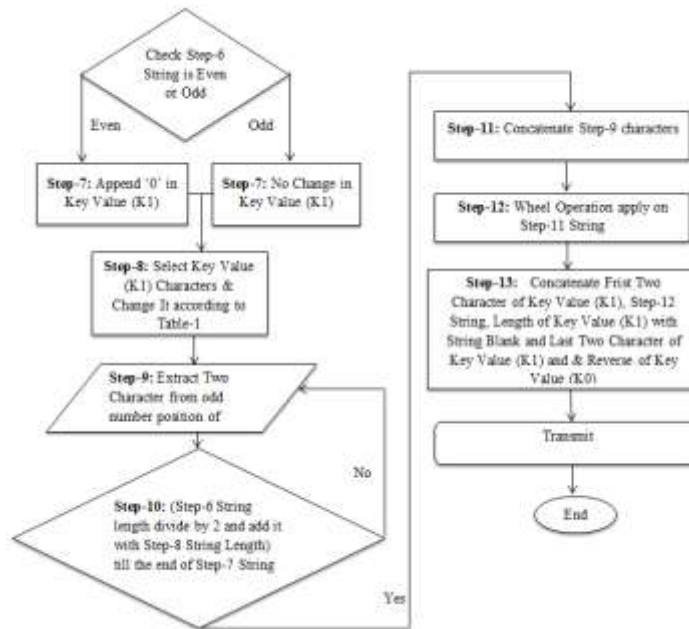 Check Step-6
String is Even
or Odd
Even
Odd
Step-7: Append ‘0’ in
Key Value (K1)
Step-7: No Change in
Key Value (K1)
Step-8: Select Key Value
(K1) Characters &
Change It according to
Table-1
Step-9: Extract Two
Character from odd
number position of
No
Step-10: (Step-6 String
length divide by 2 and add it
with Step-8 String Length)
till the end of Step-7 String
Yes
Step-11: Concatenate Step-9 characters
Step-12: Wheel Operation apply on
Step-11 String
Step-13: Concatenate Frist Two
Character of Key Value (K1), Step-12
String, Length of Key Value (K1) with
String Blank and Last Two Character of
Key Value (K1) and & Reverse of Key
Value (K0)
Transmit
End